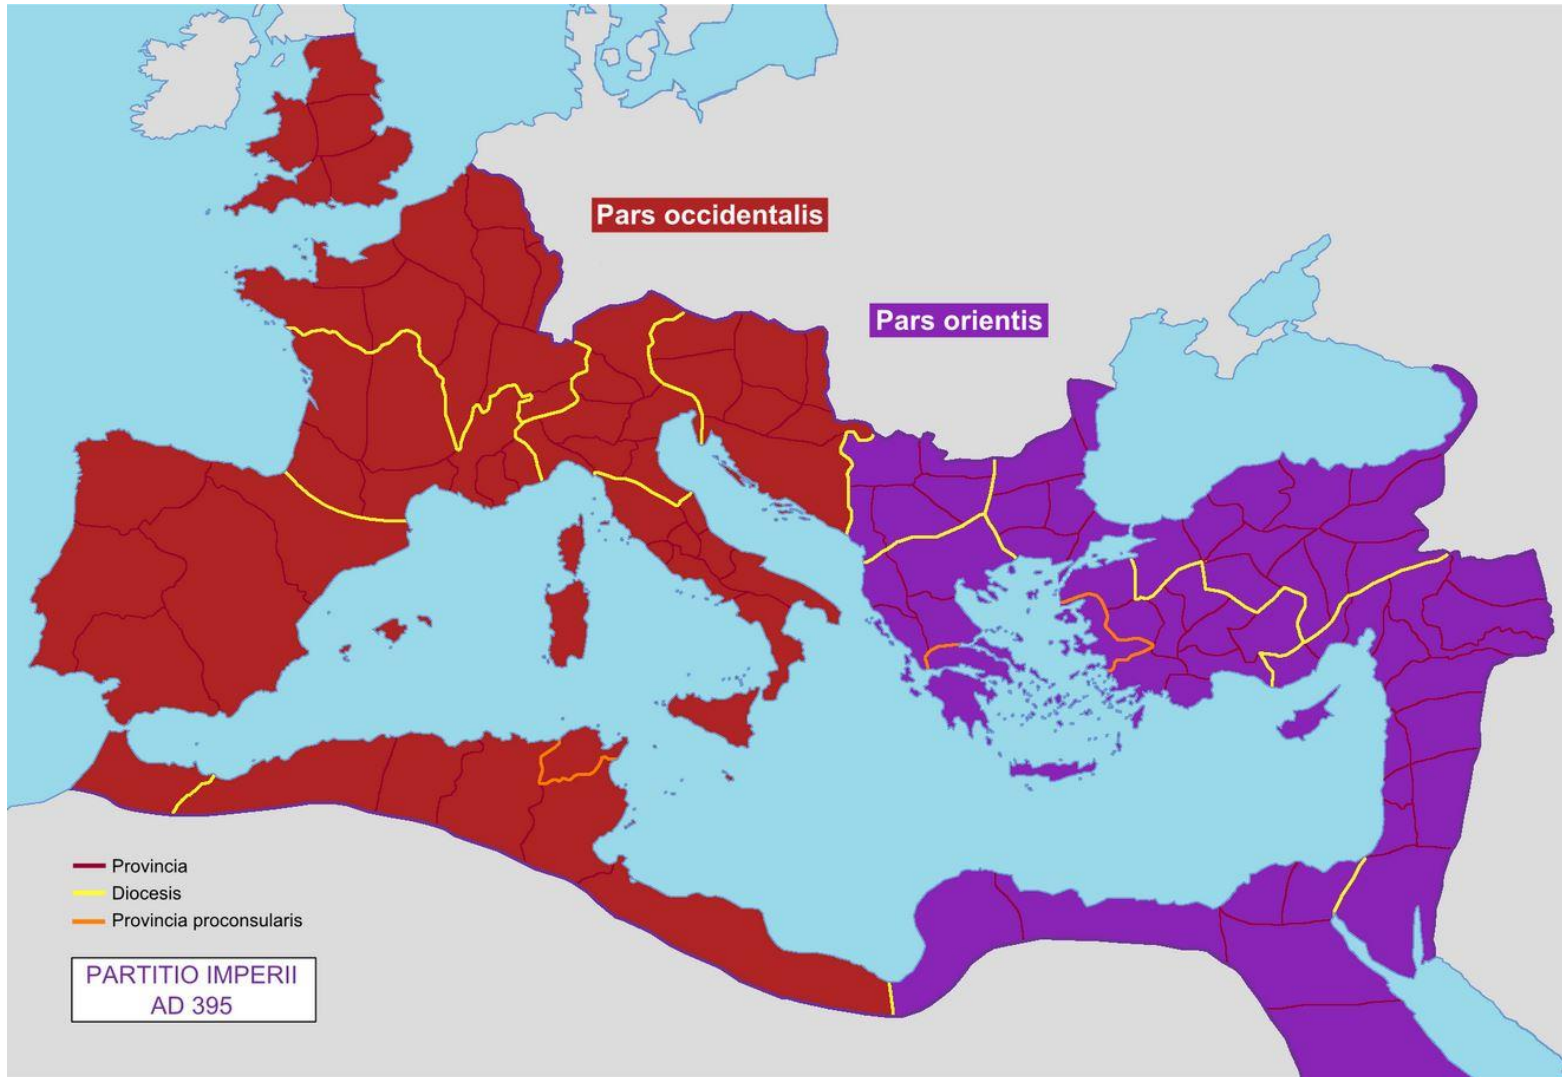 Pars occidentalis
Pars orientis
Provincia
Diocesis
Provincia proconsularis
PARTITIO IMPERII
AD 395